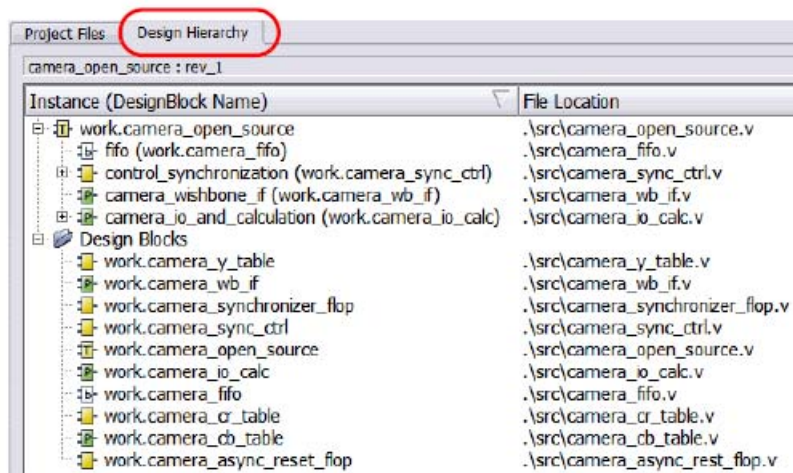 Project Files Design Hierarchy
camera_open_source : rev_1
Instance (DesignBlock Name) File Location
T work.camera_open_source .\src\camera_open_source.v
b fifo (work.camera_fifo) .\src\camera_fifo.v
control_synchronization (work.camera_sync_ctrl) .\src\camera_sync_ctrl.v
P camera_wishbone_if (work.camera_wb_if) .\src\camera_wb_if.v
P camera_io_and_calculation (work.camera_io_calc) .\src\camera_io_calc.v
Design Blocks
work.camera_y_table .\src\camera_y_table.v
P work.camera_wb_if .\src\camera_wb_if.v
work.camera_synchronizer_flop .\src\camera_synchronizer_flop.v
work.camera_sync_ctrl .\src\camera_sync_ctrl.v
T work.camera_open_source .\src\camera_open_source.v
P work.camera_io_calc .\src\camera_io_calc.v
b work.camera_fifo .\src\camera_fifo.v
work.camera_cr_table .\src\camera_cr_table.v
P work.camera_cb_table .\src\camera_cb_table.v
work.camera_async_reset_flop .\src\camera_async_rest_flop.v